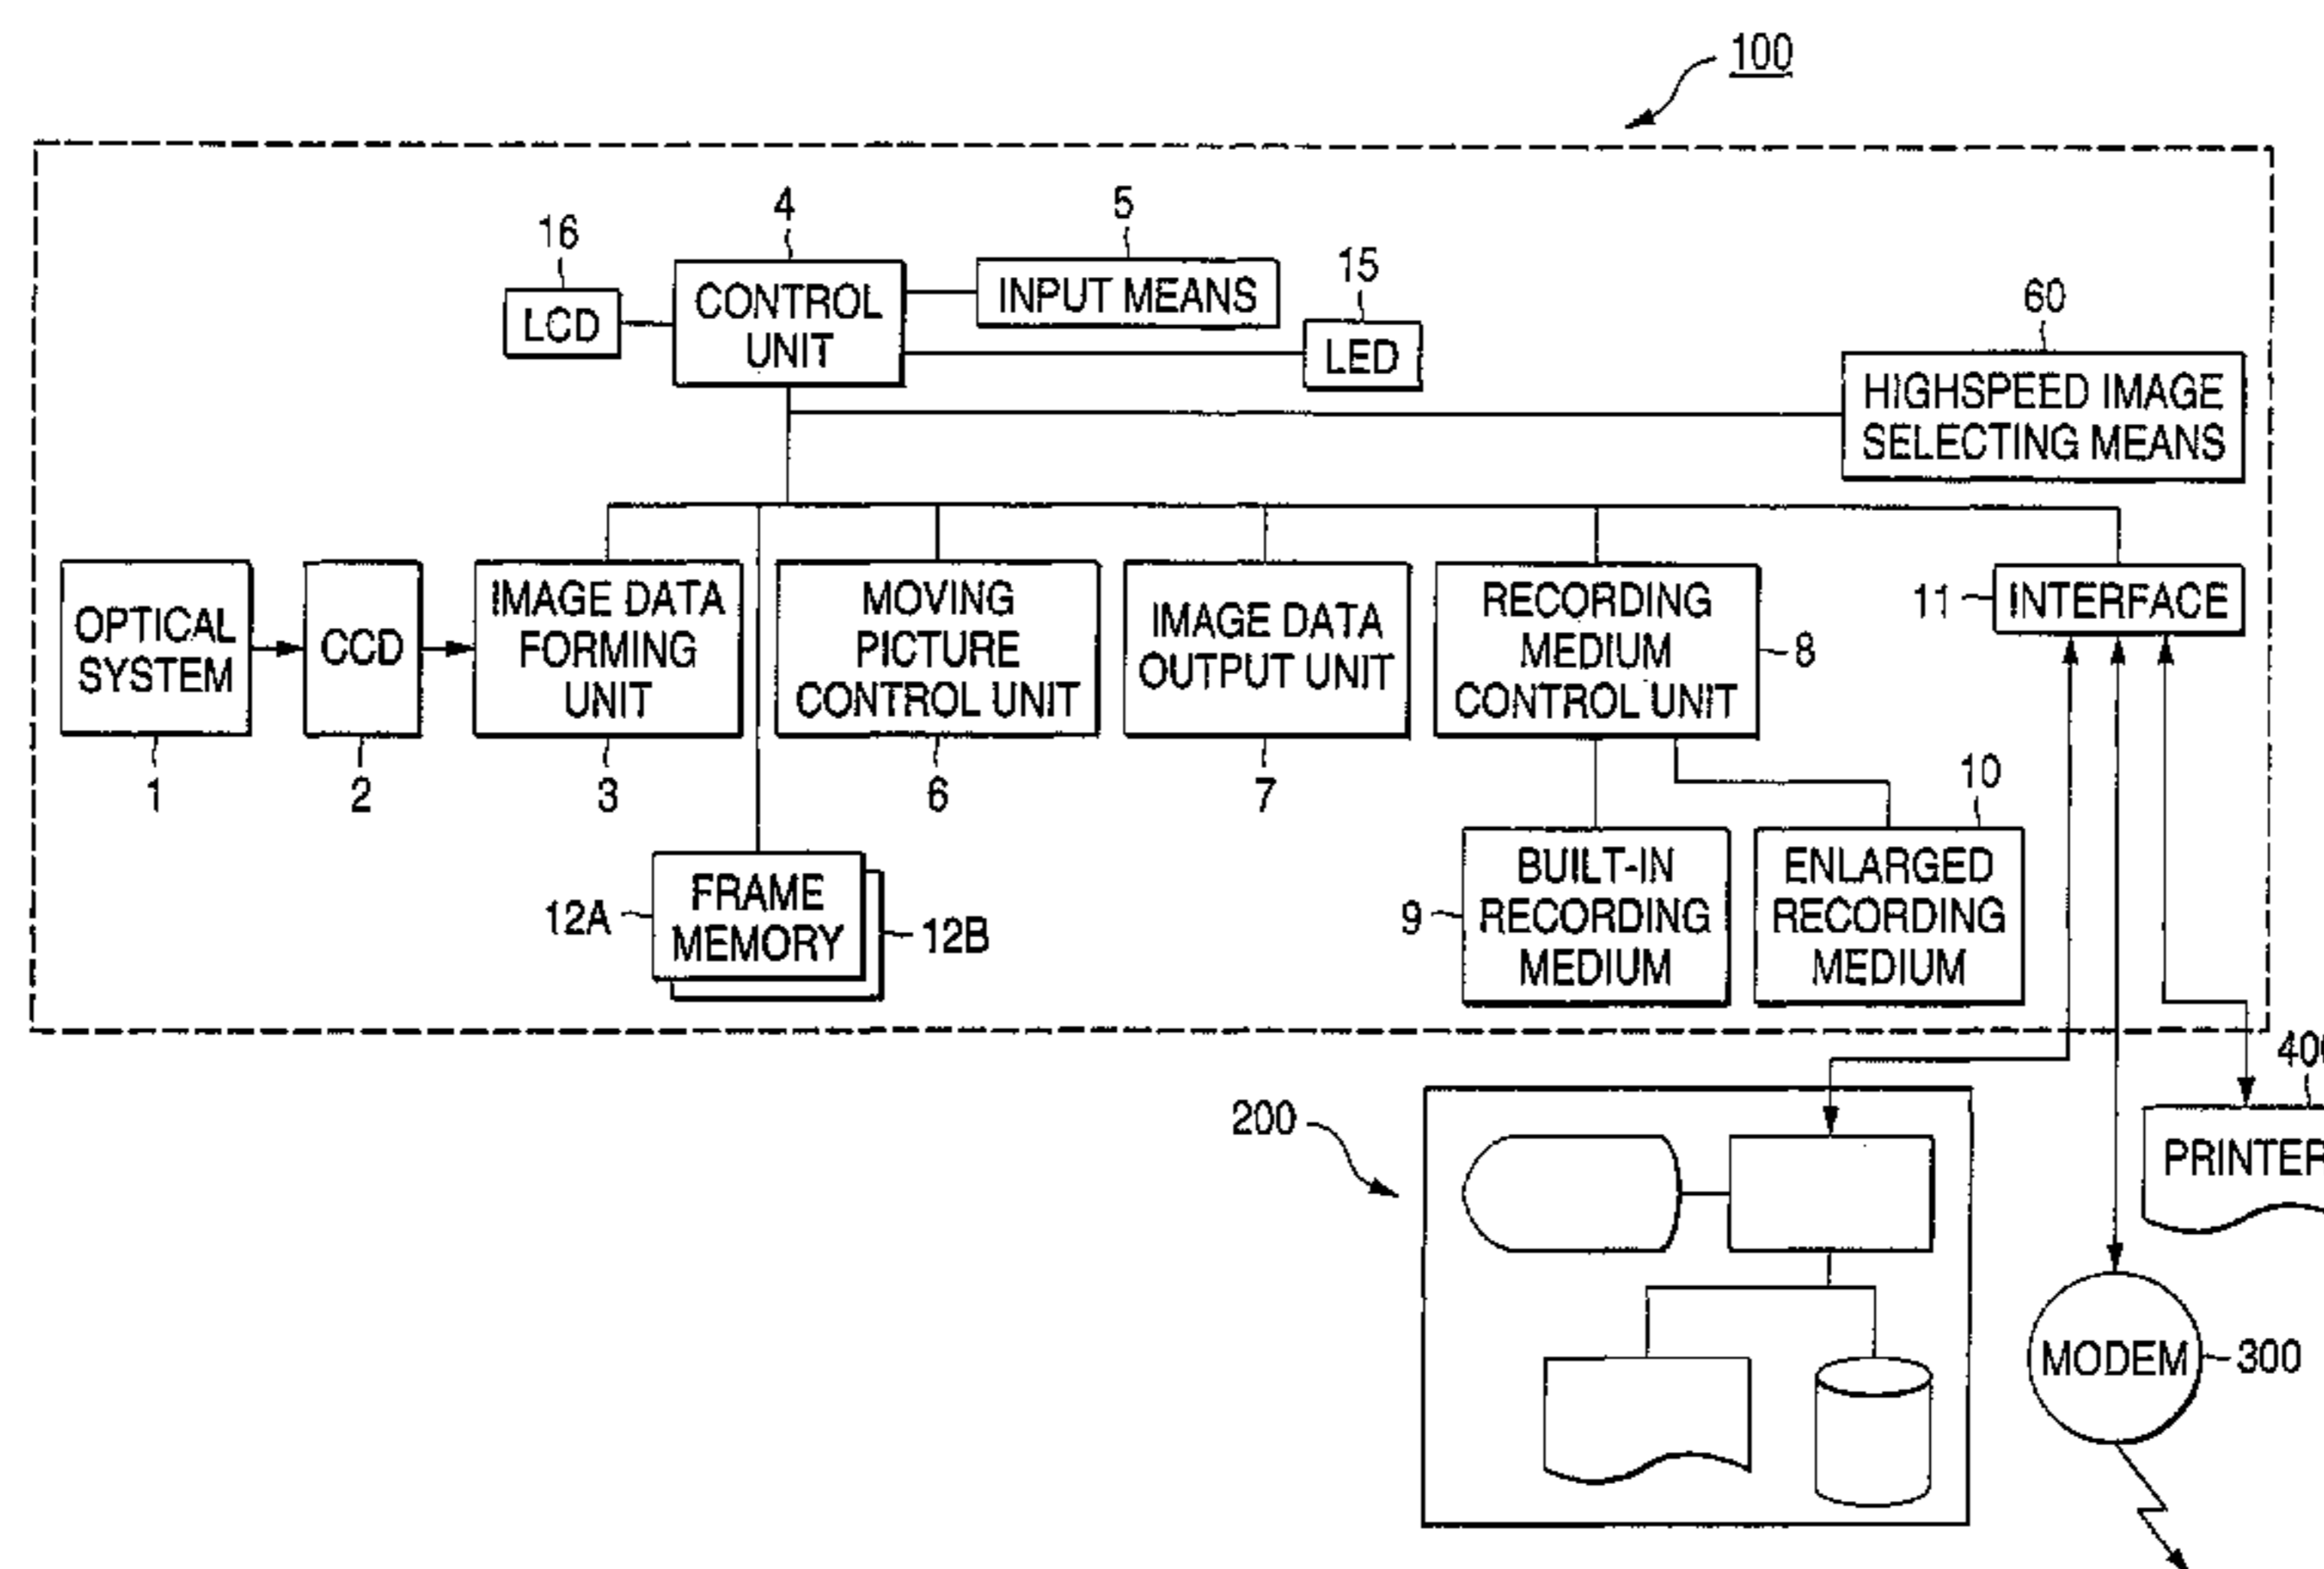 100
4
5
16
15
CONTROL
UNIT
INPUT MEANS
LCD
LED
60
HIGHSPEED IMAGE
SELECTING MEANS
OPTICAL
SYSTEM
CCD
IMAGE DATA
FORMING
UNIT
MOVING
PICTURE
CONTROL UNIT
IMAGE DATA
OUTPUT UNIT
RECORDING
MEDIUM
CONTROL UNIT
8
11
INTERFACE
1
2
3
6
7
10
12A
FRAME
MEMORY
12B
9
BUILT-IN
RECORDING
MEDIUM
ENLARGED
RECORDING
MEDIUM
200
PRINTER
MODEM
300